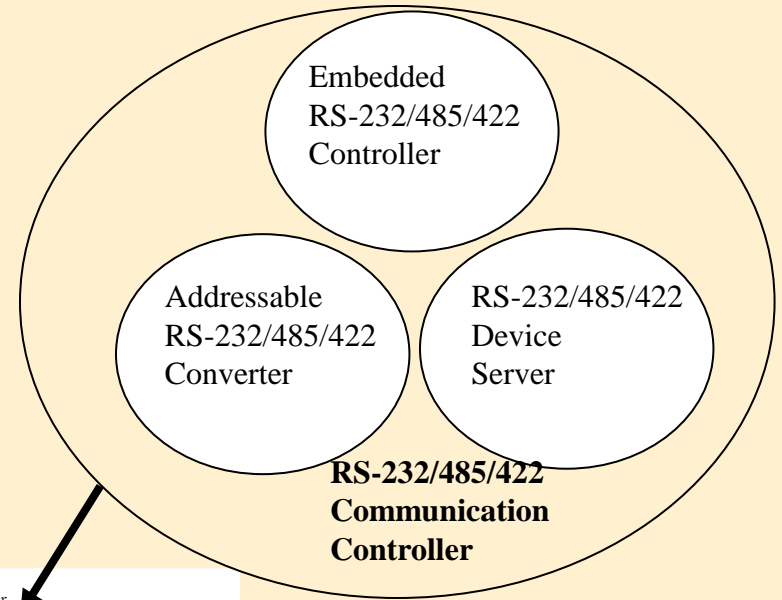 Embedded
RS-232/485/422
Controller
Addressable
RS-232/485/422
Converter
RS-232/485/422
Device
Server
RS-232/485/422
Communication
Controller